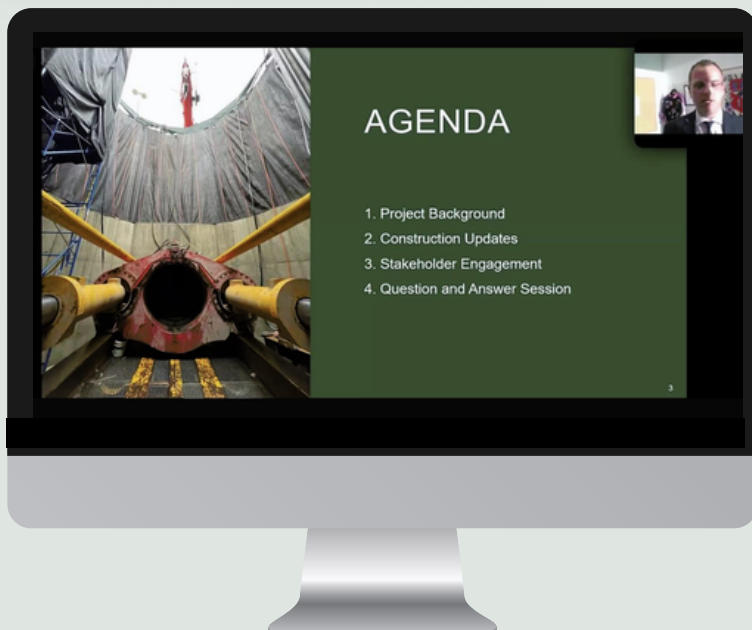 AGENDA
1. Project Background
2. Construction Updates
3. Stakeholder Engagement
4. Question and Answer Session
3